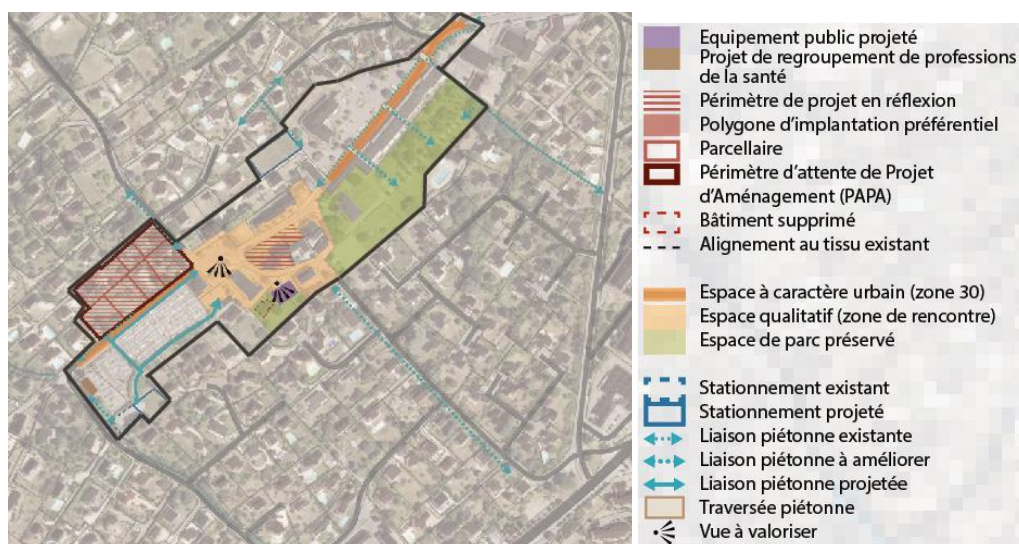 Equipement public projeté
Projet de regroupement de professions
de la santé
Périmètre de projet en réflexion
Polygone d'implantation préférentiel
Parcellaire
Périmètre d'attente de Projet
d'Aménagement (PAPA)
Bâtiment supprimé
Alignement au tissu existant
Espace à caractère urbain (zone 30)
Espace qualitatif (zone de rencontre)
Espace de parc préservé
Stationnement existant
Stationnement projeté
Liaison piétonne existante
Liaison piétonne à améliorer
Liaison piétonne projetée
Traversée piétonne
Vue à valoriser